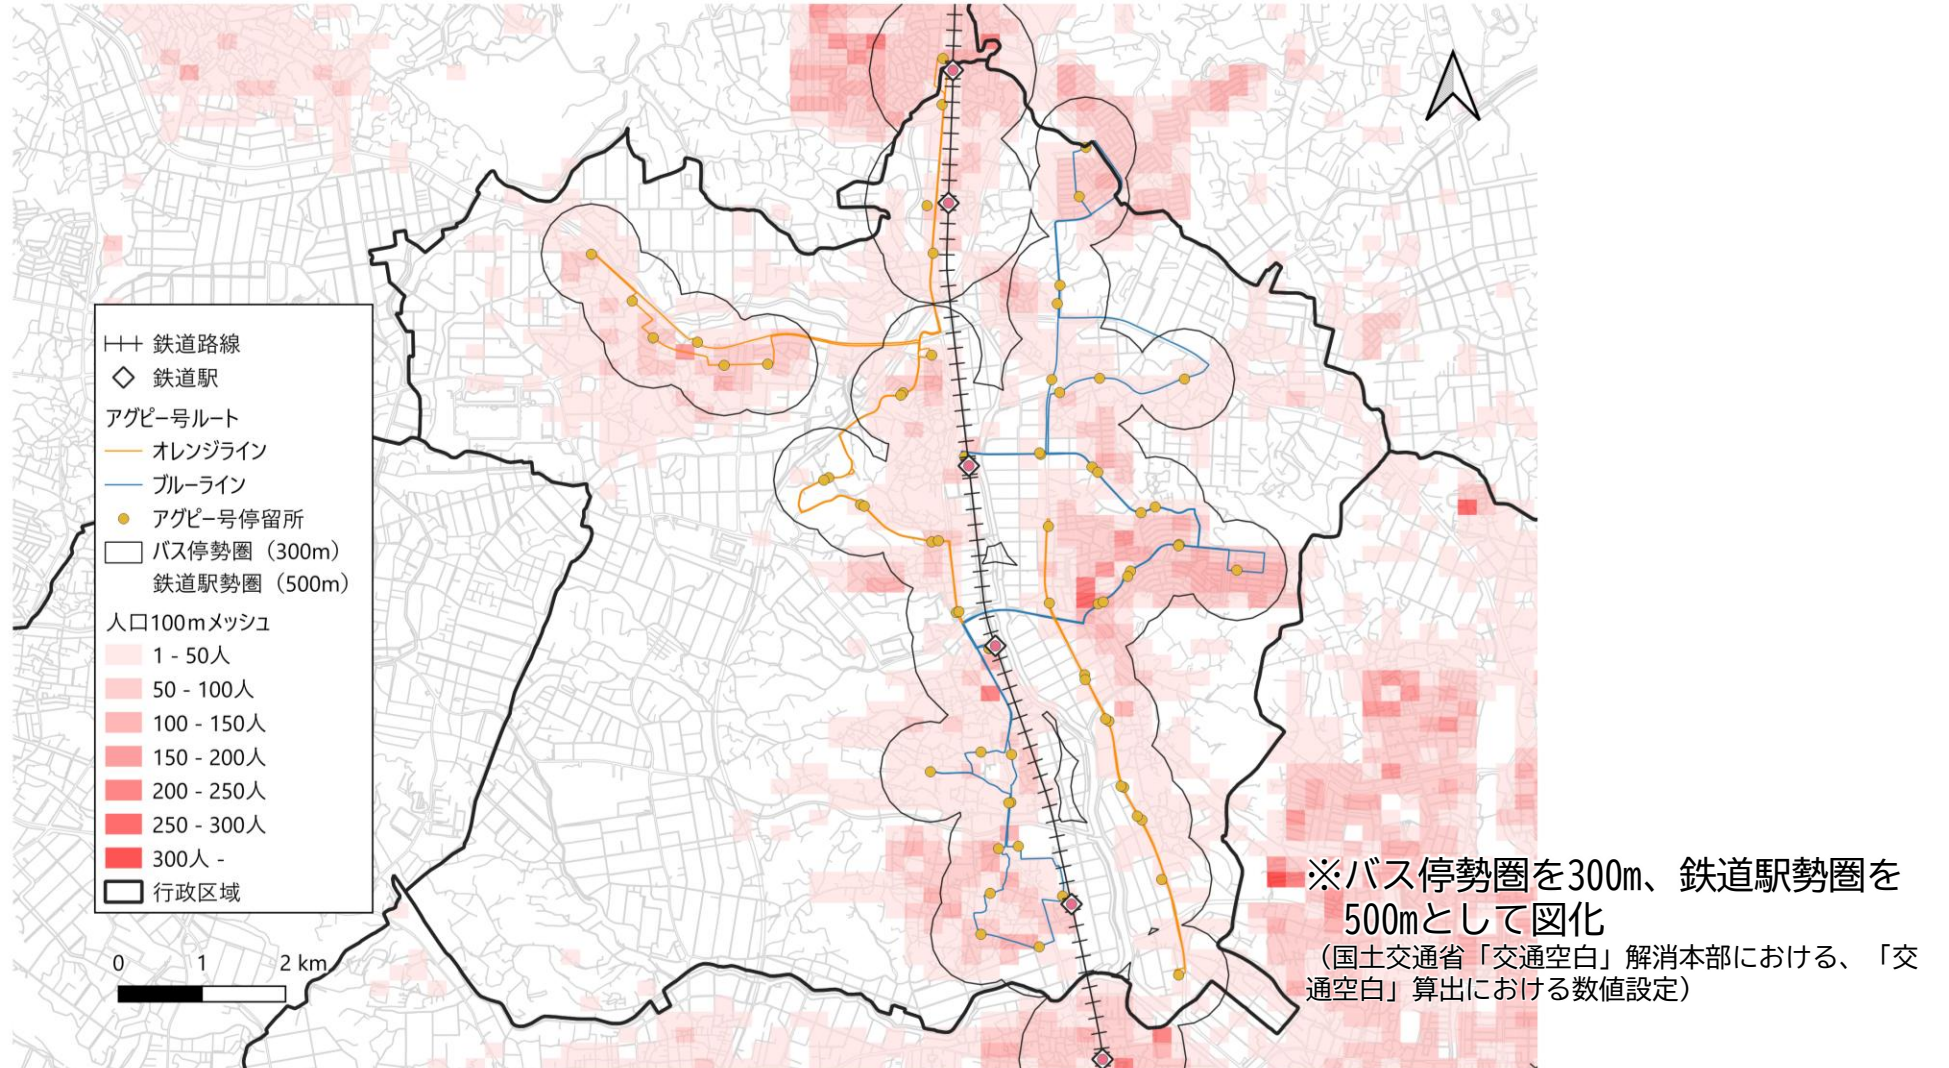 鉄道路線
鉄道駅
アグピー号ルート
オレンジライン
ブルーライン
アグピー号停留所
バス停勢圏（300m）
鉄道駅勢圏（500m）
人口100mメッシュ
1 - 50人
50 - 100人
100 - 150人
150 - 200人
200 - 250人
250 - 300人
300人 -
行政区域
0 1 2 km
※バス停勢圏を300m、鉄道駅勢圏を
500mとして図化
（国土交通省「交通空白」解消本部における、「交
通空白」算出における数値設定）